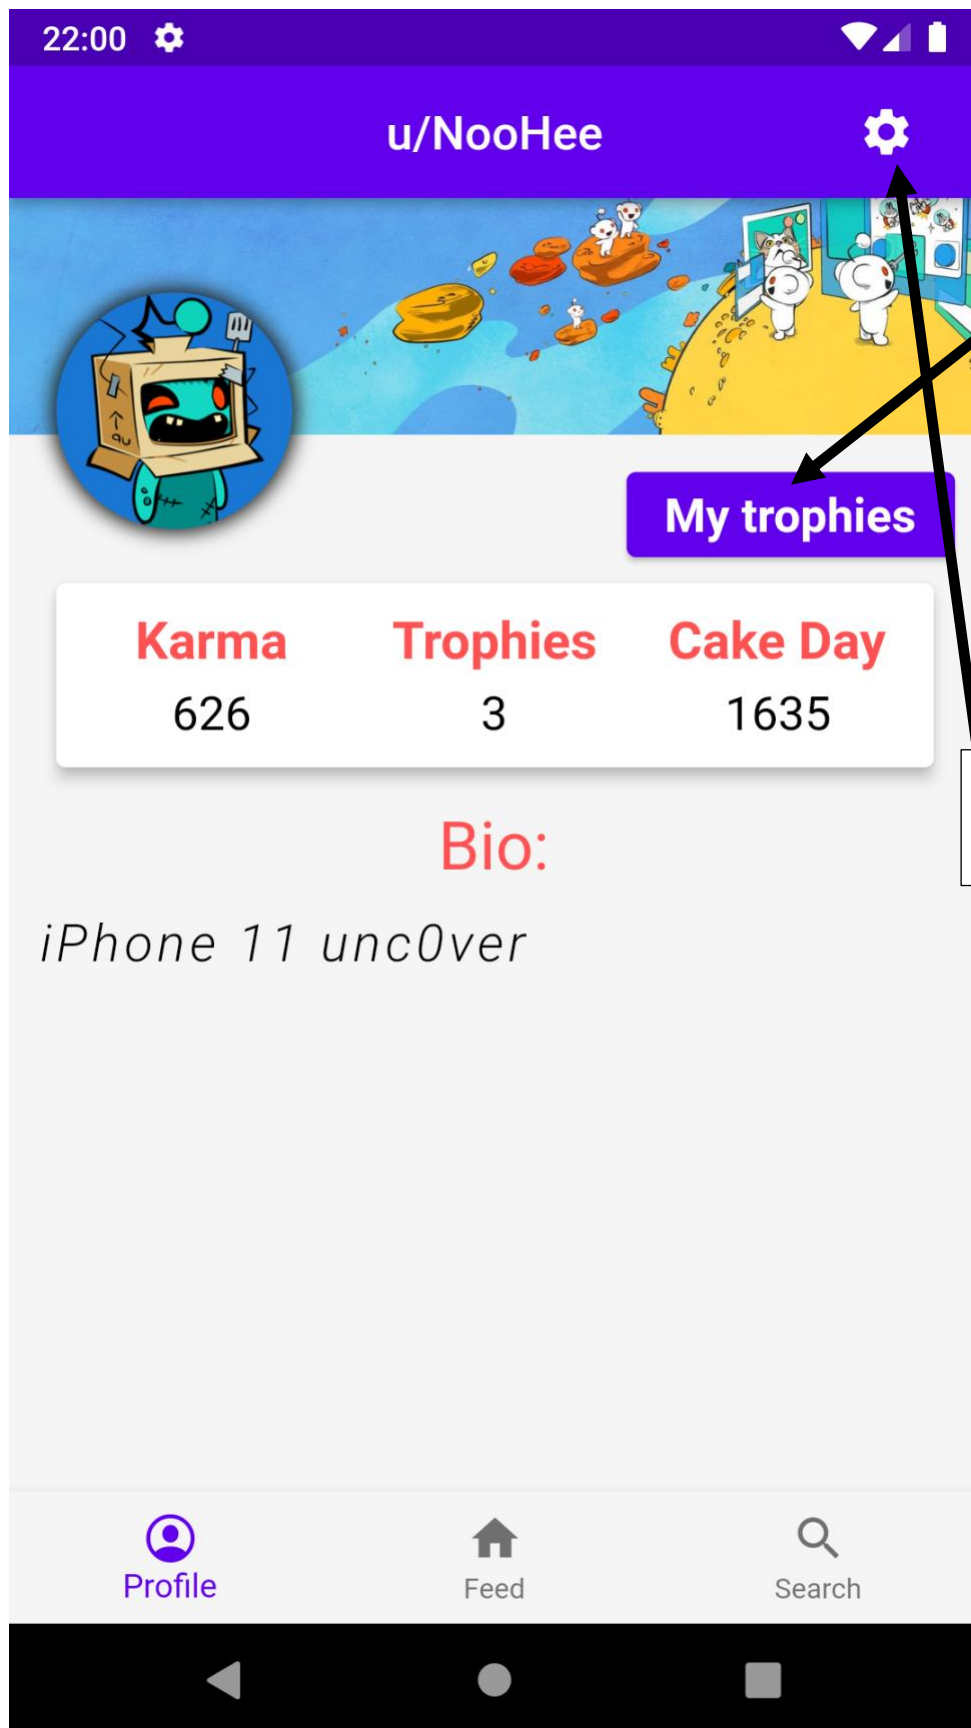 22:00
u/NooHee
My trophies
Karma Trophies Cake Day
626 3 1635
Bio:
iPhone 11 unc0ver
Profile Feed Search